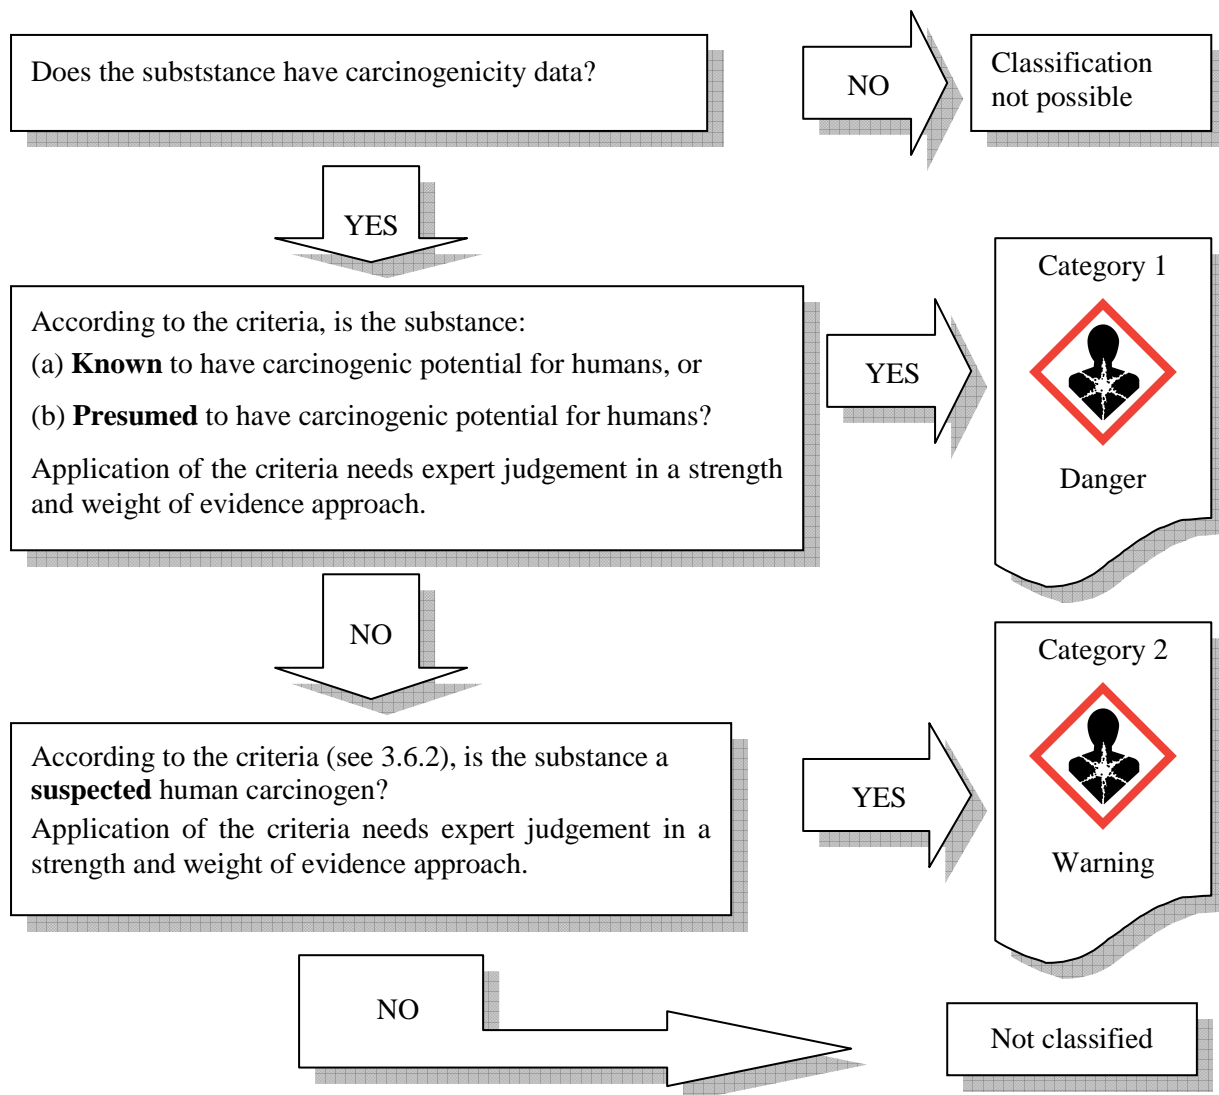 Does the subststance have carcinogenicity data?
NO
Classification
not possible
YES
According to the criteria, is the substance:
(a) Known to have carcinogenic potential for humans, or
(b) Presumed to have carcinogenic potential for humans?
Application of the criteria needs expert judgement in a strength
and weight of evidence approach.
YES
Category 1
Danger
NO
According to the criteria (see 3.6.2), is the substance a
suspected human carcinogen?
Application of the criteria needs expert judgement in a
strength and weight of evidence approach.
YES
Category 2
Warning
NO
Not classified